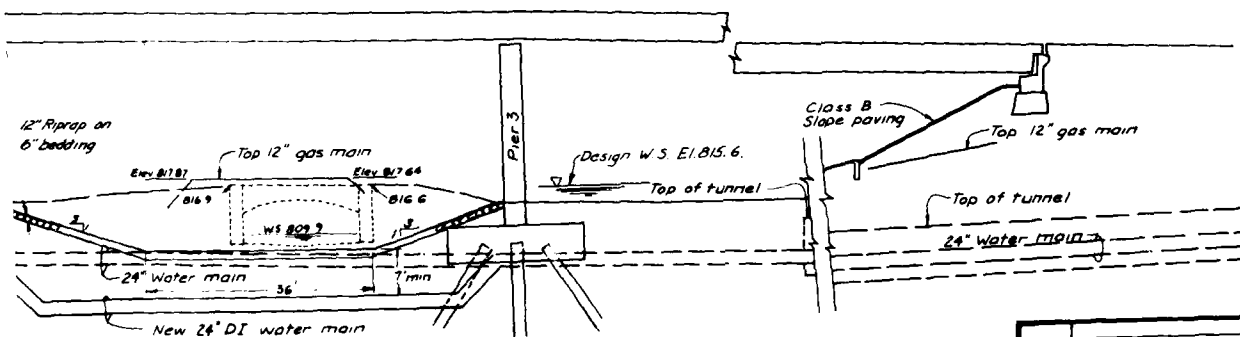 12" Riprap on
6" bedding
Top 12" gas main
Elev 817.87
Elev 817.64
816.9
816.6
W.S. 809.9
3
3
24" Water main
36'
7' min
New 24" DI water main
Pier 3
Design W.S. El. 815.6.
Top of tunnel
Class B
Slope paving
Top 12" gas main
Top of tunnel
24" Water main